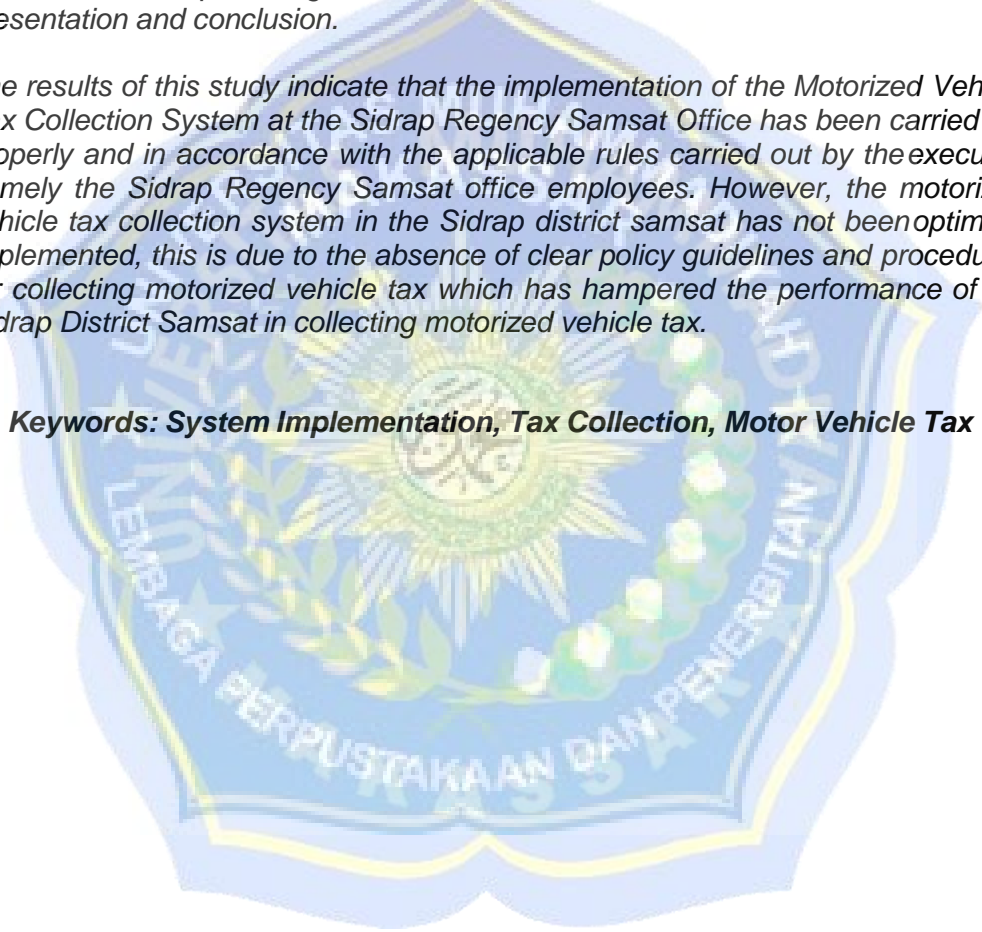 esentation and conclusion.
e results of this study indicate that the implementation of the Motorized Veh
x Collection System at the Sidrap Regency Samsat Office has been carried
operly and in accordance with the applicable rules carried out by the execu
mely the Sidrap Regency Samsat office employees. However, the motoriz
hicle tax collection system in the Sidrap district samsat has not been optim
plemented, this is due to the absence of clear policy guidelines and procedu
r collecting motorized vehicle tax which has hampered the performance of
drap District Samsat in collecting motorized vehicle tax.
Keywords: System Implementation, Tax Collection, Motor Vehicle Tax
LEMBAGA PERPUSTAKAAN DAN PENERBITAN